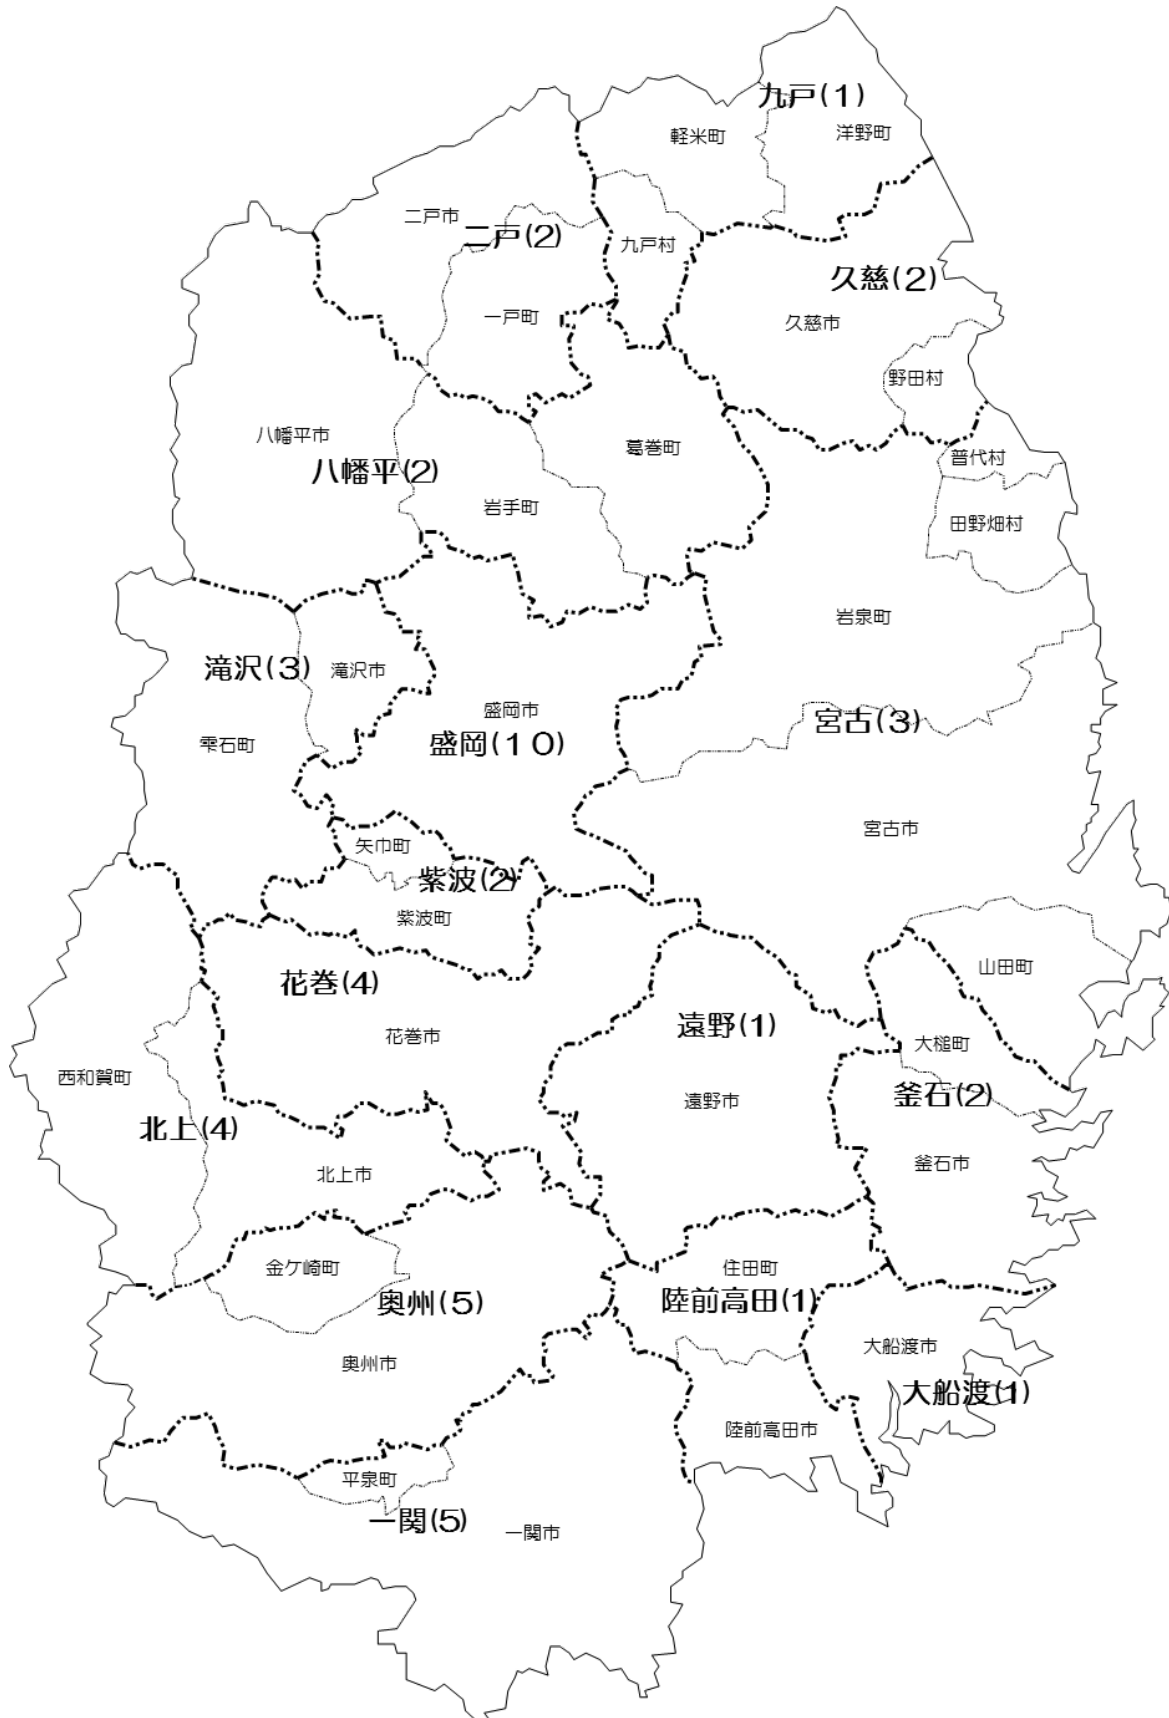 九戸(1)
軽米町
洋野町
二戸市
二戸(2)
九戸村
久慈(2)
一戸町
久慈市
野田村
八幡平市
葛巻町
普代村
八幡平(2)
岩手町
田野畑村
岩泉町
滝沢(3)
滝沢市
盛岡市
宮古(3)
雫石町
盛岡(10)
宮古市
矢巾町
紫波(2)
紫波町
山田町
花巻(4)
遠野(1)
花巻市
大槌町
西和賀町
釜石(2)
遠野市
北上(4)
釜石市
北上市
金ケ崎町
住田町
奥州(5)
陸前高田(1)
大船渡市
奥州市
大船渡(1)
陸前高田市
平泉町
一関(5)
一関市